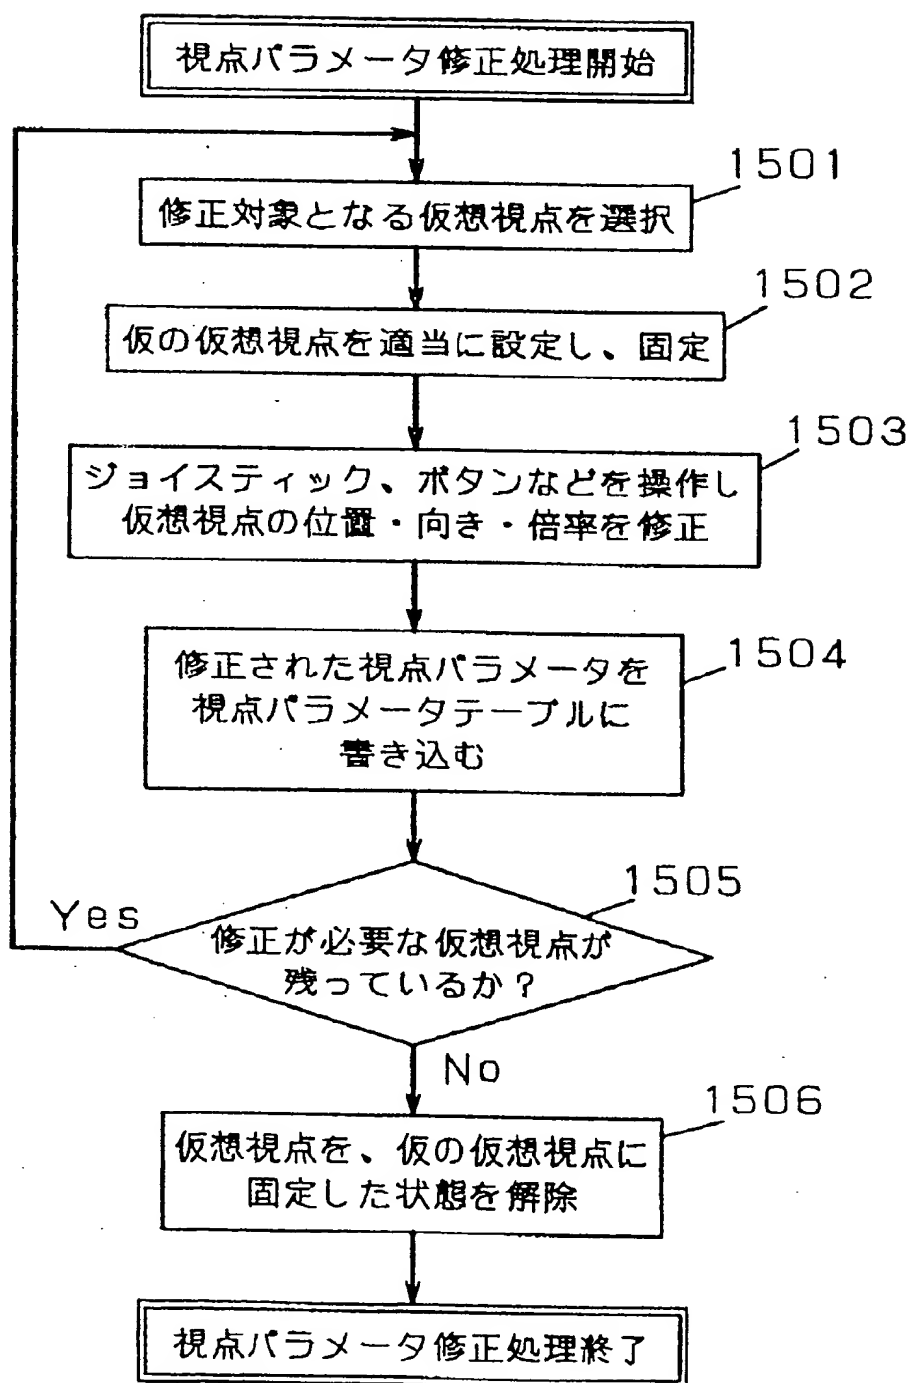 視点パラメータ修正処理開始
1501
修正対象となる仮想視点を選択
1502
仮の仮想視点を適当に設定し、固定
1503
ジョイスティック、ボタンなどを操作し
仮想視点の位置・向き・倍率を修正
1504
修正された視点パラメータを
視点パラメータテーブルに
書き込む
1505
Yes
修正が必要な仮想視点が
残っているか？
No
1506
仮想視点を、仮の仮想視点に
固定した状態を解除
視点パラメータ修正処理終了